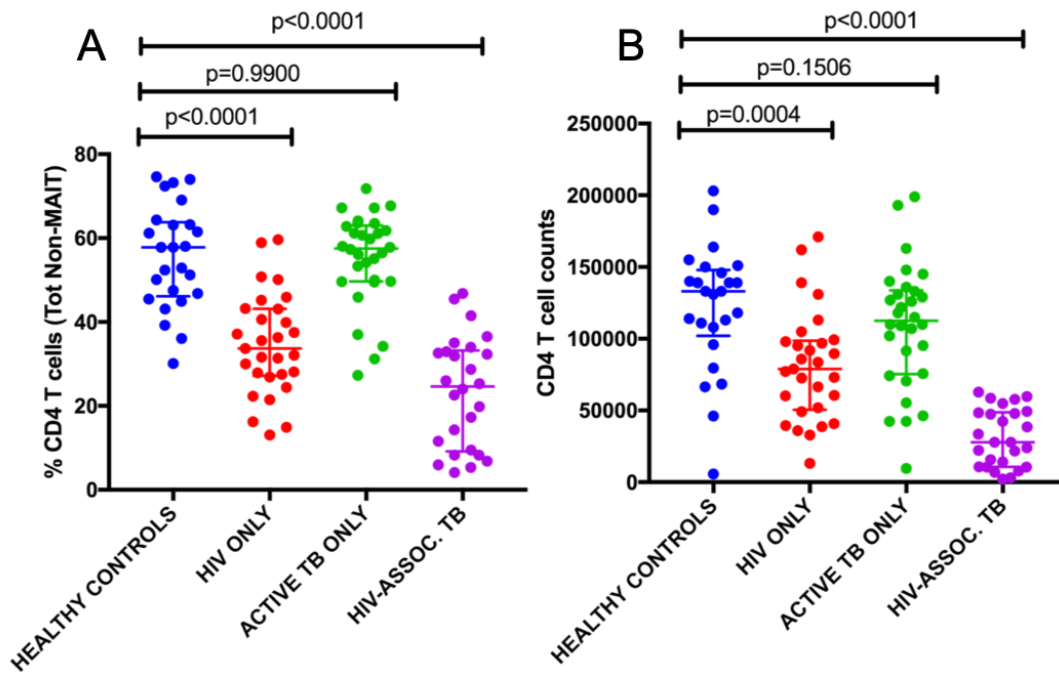 A
p<0.0001
p=0.9900
p<0.0001
% CD4 T cells (Tot Non-MAIT)
80
60
40
20
0
HEALTHY CONTROLS
HIV ONLY
ACTIVE TB ONLY
HIV-ASSOC. TB
B
p<0.0001
p=0.1506
p=0.0004
CD4 T cell counts
250000
200000
150000
100000
50000
0
HEALTHY CONTROLS
HIV ONLY
ACTIVE TB ONLY
HIV-ASSOC. TB